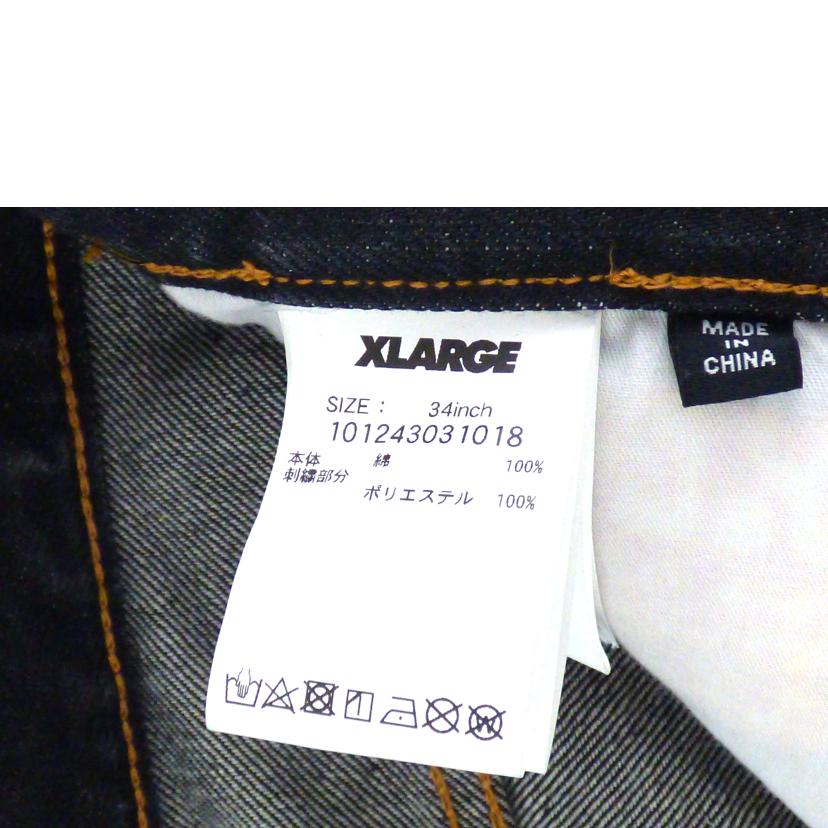 XLARGE
SIZE : 34inch
101243031018
本体 綿 100%
刺繍部分
ポリエステル 100%
MADE
IN
CHINA